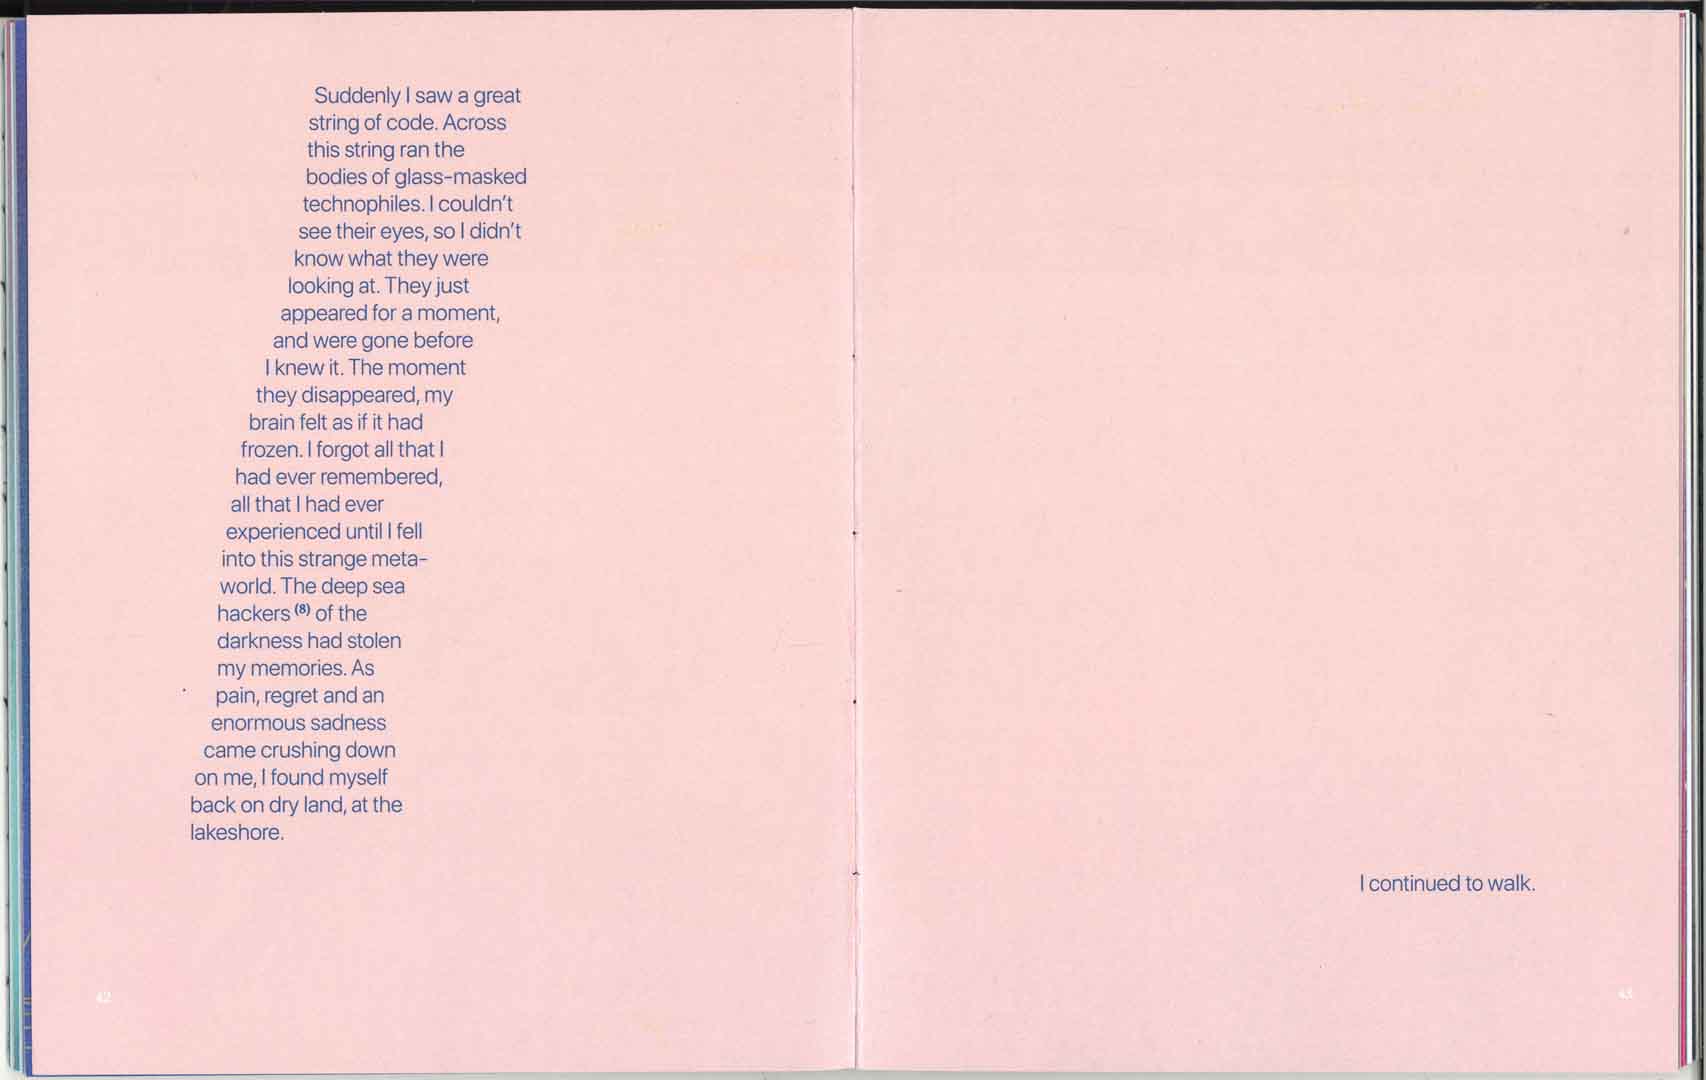 Suddenly I saw a great
string of code. Across
this string ran the
bodies of glass-masked
technophiles. I couldn't
see their eyes, so I didn't
know what they were
looking at. They just
appeared for a moment,
and were gone before
I knew it. The moment
they disappeared, my
brain felt as if it had
frozen. I forgot all that I
had ever remembered,
all that I had ever
experienced until I fell
into this strange meta-
world. The deep sea
hackers (8) of the
darkness had stolen
my memories. As
pain, regret and an
enormous sadness
came crushing down
on me, I found myself
back on dry land, at the
lakeshore.
42
I continued to walk.
43